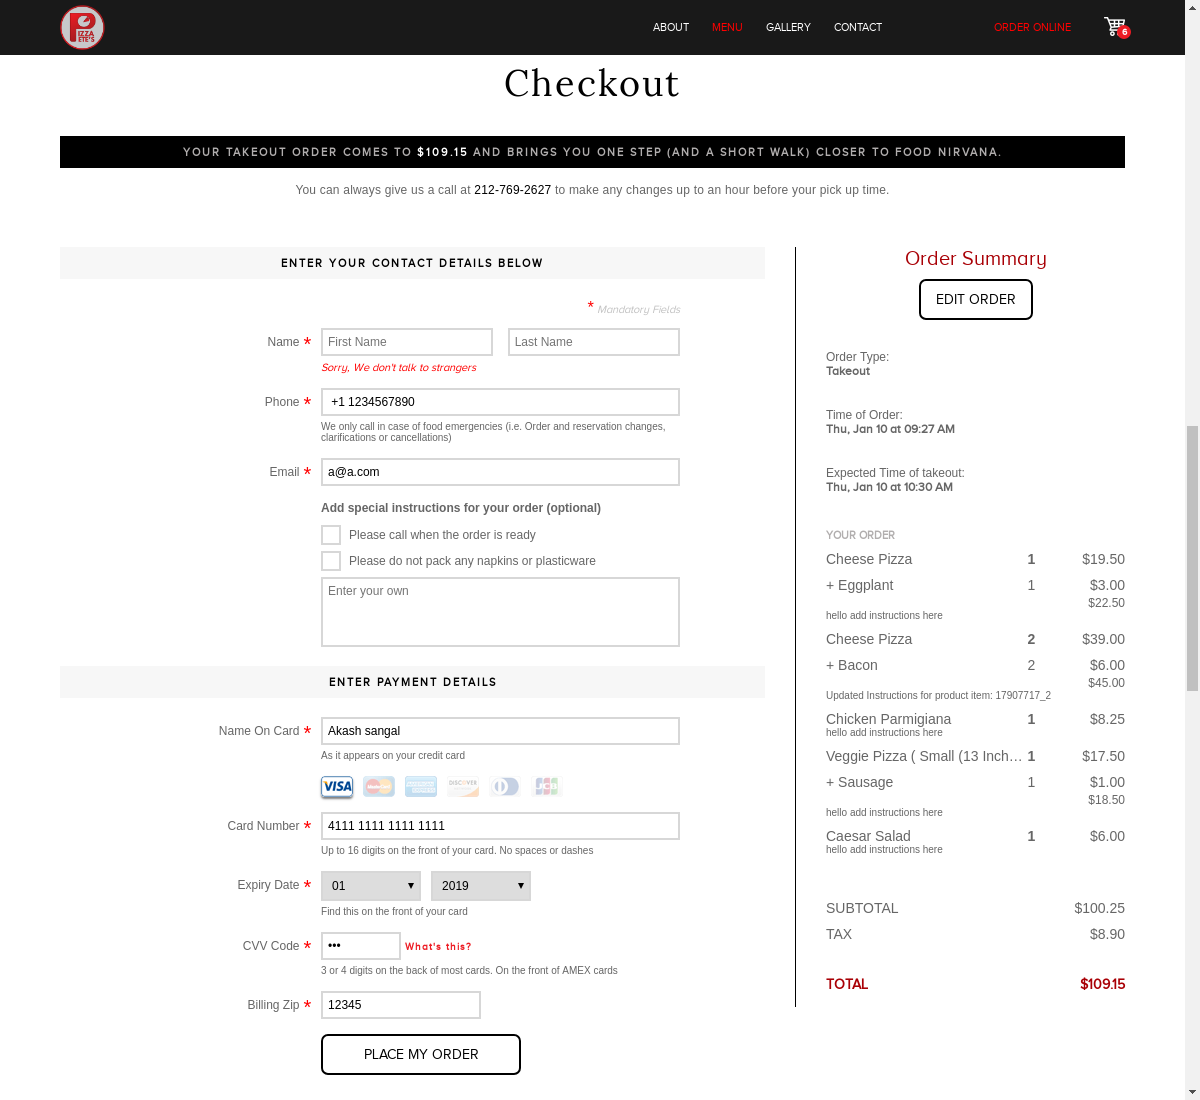 PIZZA
ETE'S
ABOUT
MENU
GALLERY
CONTACT
ORDER ONLINE
6
Checkout
YOUR TAKEOUT ORDER COMES TO $109.15 AND BRINGS YOU ONE STEP (AND A SHORT WALK) CLOSER TO FOOD NIRVANA.
You can always give us a call at 212-769-2627 to make any changes up to an hour before your pick up time.
ENTER YOUR CONTACT DETAILS BELOW
* Mandatory Fields
Name * First Name Last Name
Sorry, We don't talk to strangers
Phone * +1 1234567890
We only call in case of food emergencies (i.e. Order and reservation changes,
clarifications or cancellations)
Email * a@a.com
Add special instructions for your order (optional)
Please call when the order is ready
Please do not pack any napkins or plasticware
Enter your own
ENTER PAYMENT DETAILS
Name On Card * Akash sangal
As it appears on your credit card
VISA MasterCard AMERICAN EXPRESS DISCOVER JCB
Card Number * 4111 1111 1111 1111
Up to 16 digits on the front of your card. No spaces or dashes
Expiry Date * 01 2019
Find this on the front of your card
CVV Code * ••• What's this?
3 or 4 digits on the back of most cards. On the front of AMEX cards
Billing Zip * 12345
PLACE MY ORDER
Order Summary
EDIT ORDER
Order Type:
Takeout
Time of Order:
Thu, Jan 10 at 09:27 AM
Expected Time of takeout:
Thu, Jan 10 at 10:30 AM
YOUR ORDER
Cheese Pizza 1 $19.50
+ Eggplant 1 $3.00
$22.50
hello add instructions here
Cheese Pizza 2 $39.00
+ Bacon 2 $6.00
$45.00
Updated Instructions for product item: 17907717_2
Chicken Parmigiana 1 $8.25
hello add instructions here
Veggie Pizza ( Small (13 Inch... 1 $17.50
+ Sausage 1 $1.00
$18.50
hello add instructions here
Caesar Salad 1 $6.00
hello add instructions here
SUBTOTAL $100.25
TAX $8.90
TOTAL $109.15